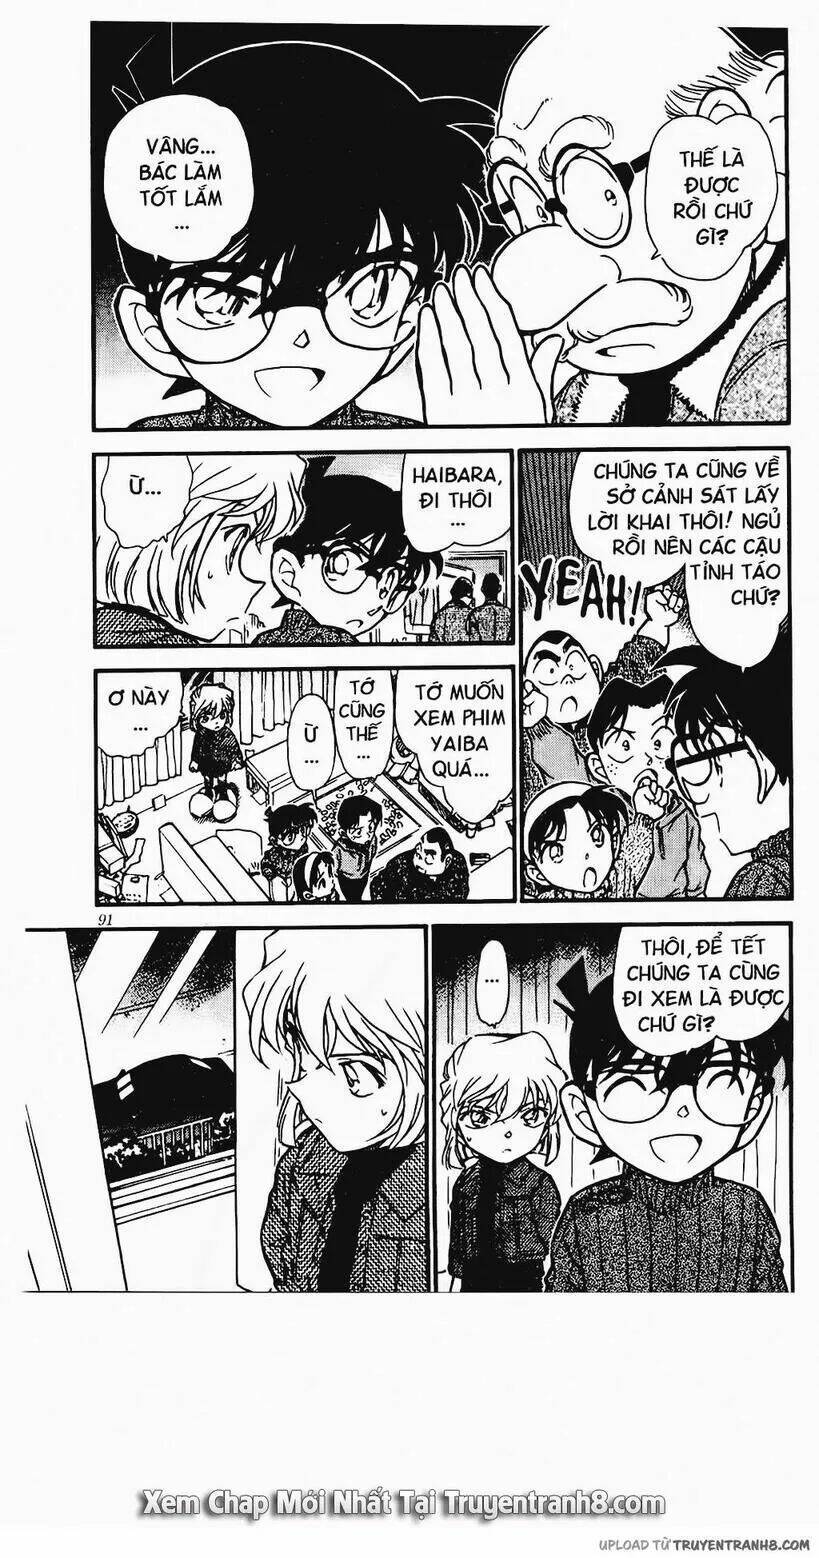 THẾ LÀ
ĐƯỢC
RỒI CHỨ
GÌ?
VÂNG...
BÁC LÀM
TỐT LẮM
...
CHÚNG TA CŨNG VỀ
SỞ CẢNH SÁT LẤY
LỜI KHAI THÔI! NGỦ
RỒI NÊN CÁC CẬU
TỈNH TÁO
CHỨ?
YEAH!
HAIBARA,
ĐI THÔI
...
Ừ...
TỚ MUỐN
XEM PHIM
YAIBA
QUÁ...
TỚ
CŨNG
THẾ
...
Ừ
...
Ơ NÀY
...
91
THÔI, ĐỂ TẾT
CHÚNG TA CÙNG
ĐI XEM LÀ ĐƯỢC
CHỨ GÌ?
...
Xem Chap Mới Nhất Tại Truyentranh8.com
UPLOAD TỪ TRUYENTRANH8.COM